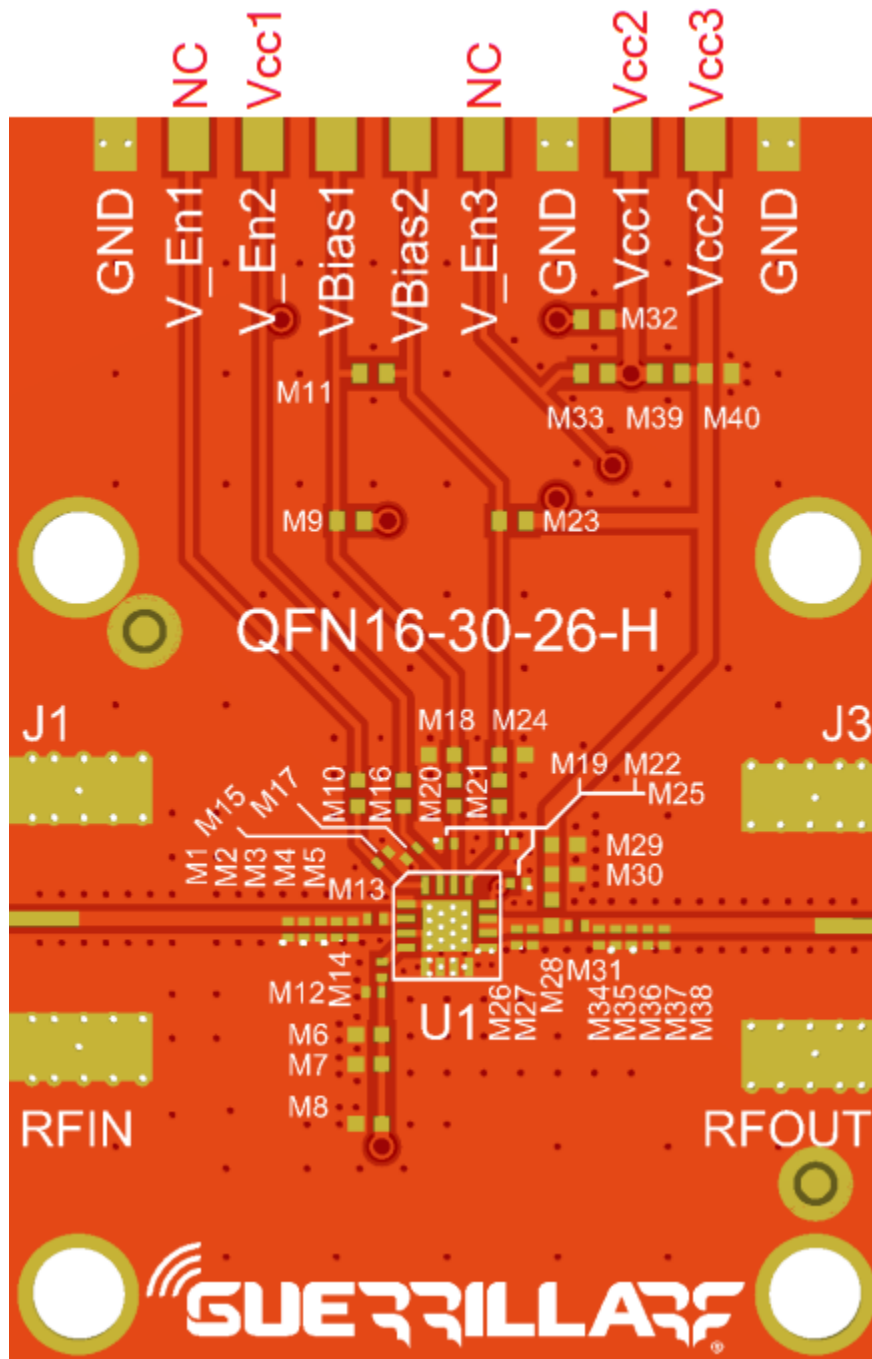 NC
Vcc1
NC
Vcc2
Vcc3
GND
V_En1
V_En2
VBias1
VBias2
V_En3
GND
Vcc1
Vcc2
GND
M32
M11
M33
M39
M40
M9
M23
QFN16-30-26-H
J1
J3
M18
M24
M19
M22
M10
M16
M20
M21
M25
M15
M17
M1
M2
M3
M4
M5
M29
M30
M13
M12
M14
U1
M26
M27
M28
M31
M34
M35
M36
M37
M38
M6
M7
M8
RFIN
RFOUT
GUERRILLA RF
®